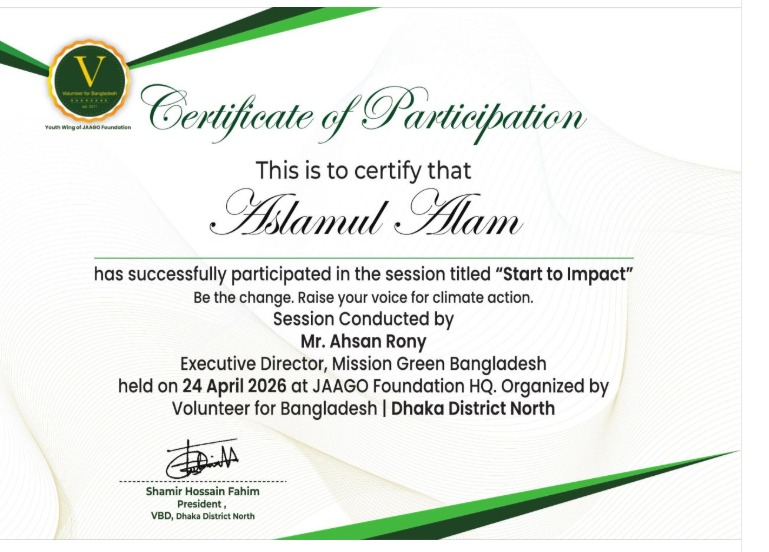 V
Volunteer for Bangladesh
Youth Wing of JAAGO Foundation
Certificate of Participation
This is to certify that
Aslamul Alam
has successfully participated in the session titled “Start to Impact”
Be the change. Raise your voice for climate action.
Session Conducted by
Mr. Ahsan Rony
Executive Director, Mission Green Bangladesh
held on 24 April 2026 at JAAGO Foundation HQ. Organized by
Volunteer for Bangladesh | Dhaka District North
Shamir Hossain Fahim
President ,
VBD, Dhaka District North